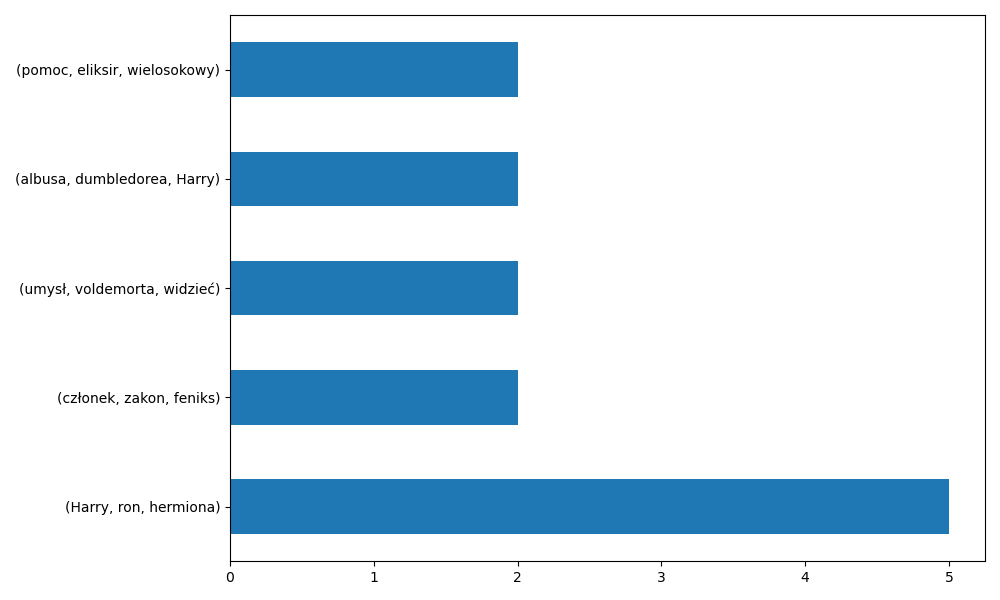 (pomoc, eliksir, wielosokowy)
(albusa, dumbledorea, Harry)
(umysł, voldemorta, widzieć)
(członek, zakon, feniks)
(Harry, ron, hermiona)
0 1 2 3 4 5